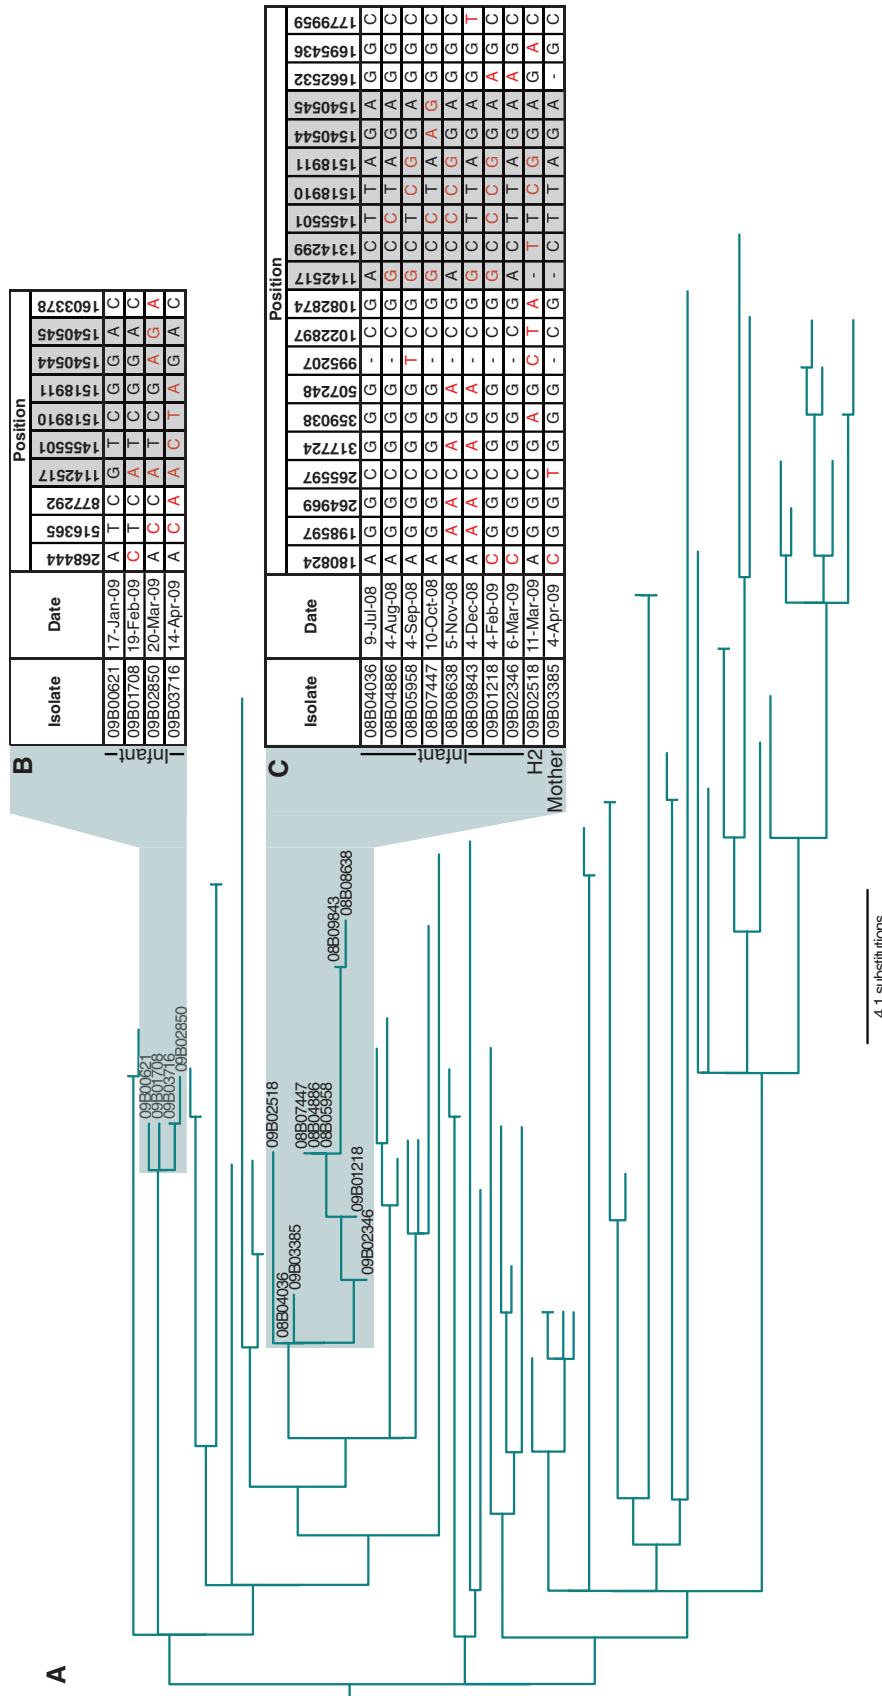 A
B
Isolate Date Position
268444 516365 877292 1142517 1455501 1518910 1518911 1540544 1540545 1603378
Infant
09B00621 17-Jan-09 A T C G T C G G A C
09B01708 19-Feb-09 C T C A T C G G A C
09B02850 20-Mar-09 A C C A T C G A G A
09B03716 14-Apr-09 A C A A C T A G A C
C
Isolate Date Position
180824 198597 264969 265597 317724 359038 507248 995207 1022897 1082874 1142517 1314299 1455501 1518910 1518911 1540544 1540545 1662532 1695436 1779959
Infant
08B04036 9-Jul-08 A G G C G G G - C G A C T T A G A G G C
08B04886 4-Aug-08 A G G C G G G - C G G C C T A G A G G C
08B05958 4-Sep-08 A G G C G G G T C G G C T C G G A G G C
08B07447 10-Oct-08 A G G C G G G - C G G C C T A A G G G C
08B08638 5-Nov-08 A A A C A G A - C G A C C C G G A G G C
08B09843 4-Dec-08 A A A C A G A - C G G C T T A G A G G T
09B01218 4-Feb-09 C G G C G G G - C G G C C C G G A A G C
09B02346 6-Mar-09 C G G C G G G - C G A C T T A G A A G C
H2 09B02518 11-Mar-09 A G G C G A G C T A - T T C G G A G A C
Mother 09B03385 4-Apr-09 C G G T G G G - C G - C T T A G A - G C
09B00621
09B01708
09B03716
09B02850
09B02518
08B04036
09B03385
08B07447
08B04886
08B05958
08B09843
08B08638
09B01218
09B02346
4.1 substitutions